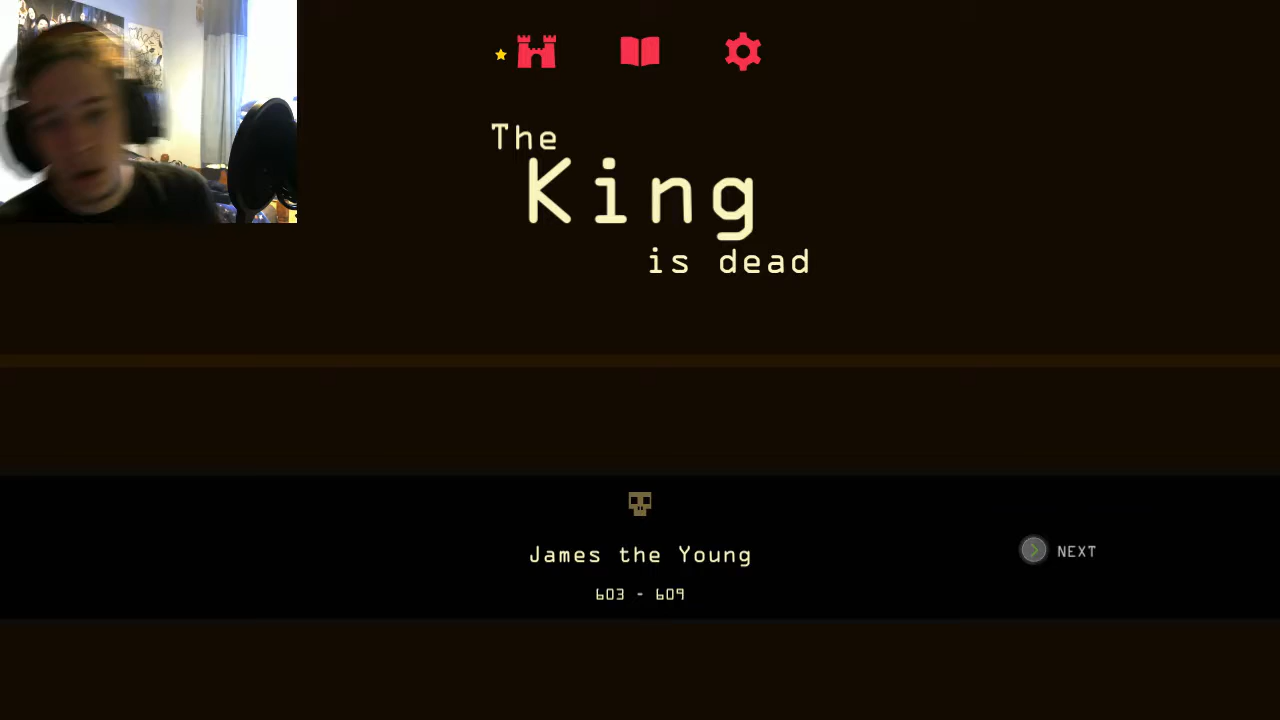 The
King
is dead
James the Young
603 - 609
NEXT